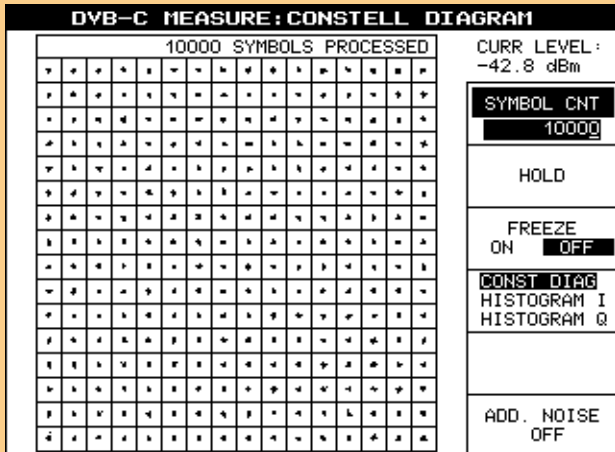 DVB-C MEASURE:CONSTELL DIAGRAM
10000 SYMBOLS PROCESSED
CURR LEVEL:
-42.8 dBm
SYMBOL CNT
10000
HOLD
FREEZE
ON OFF
CONST DIAG
HISTOGRAM I
HISTOGRAM Q
ADD. NOISE
OFF